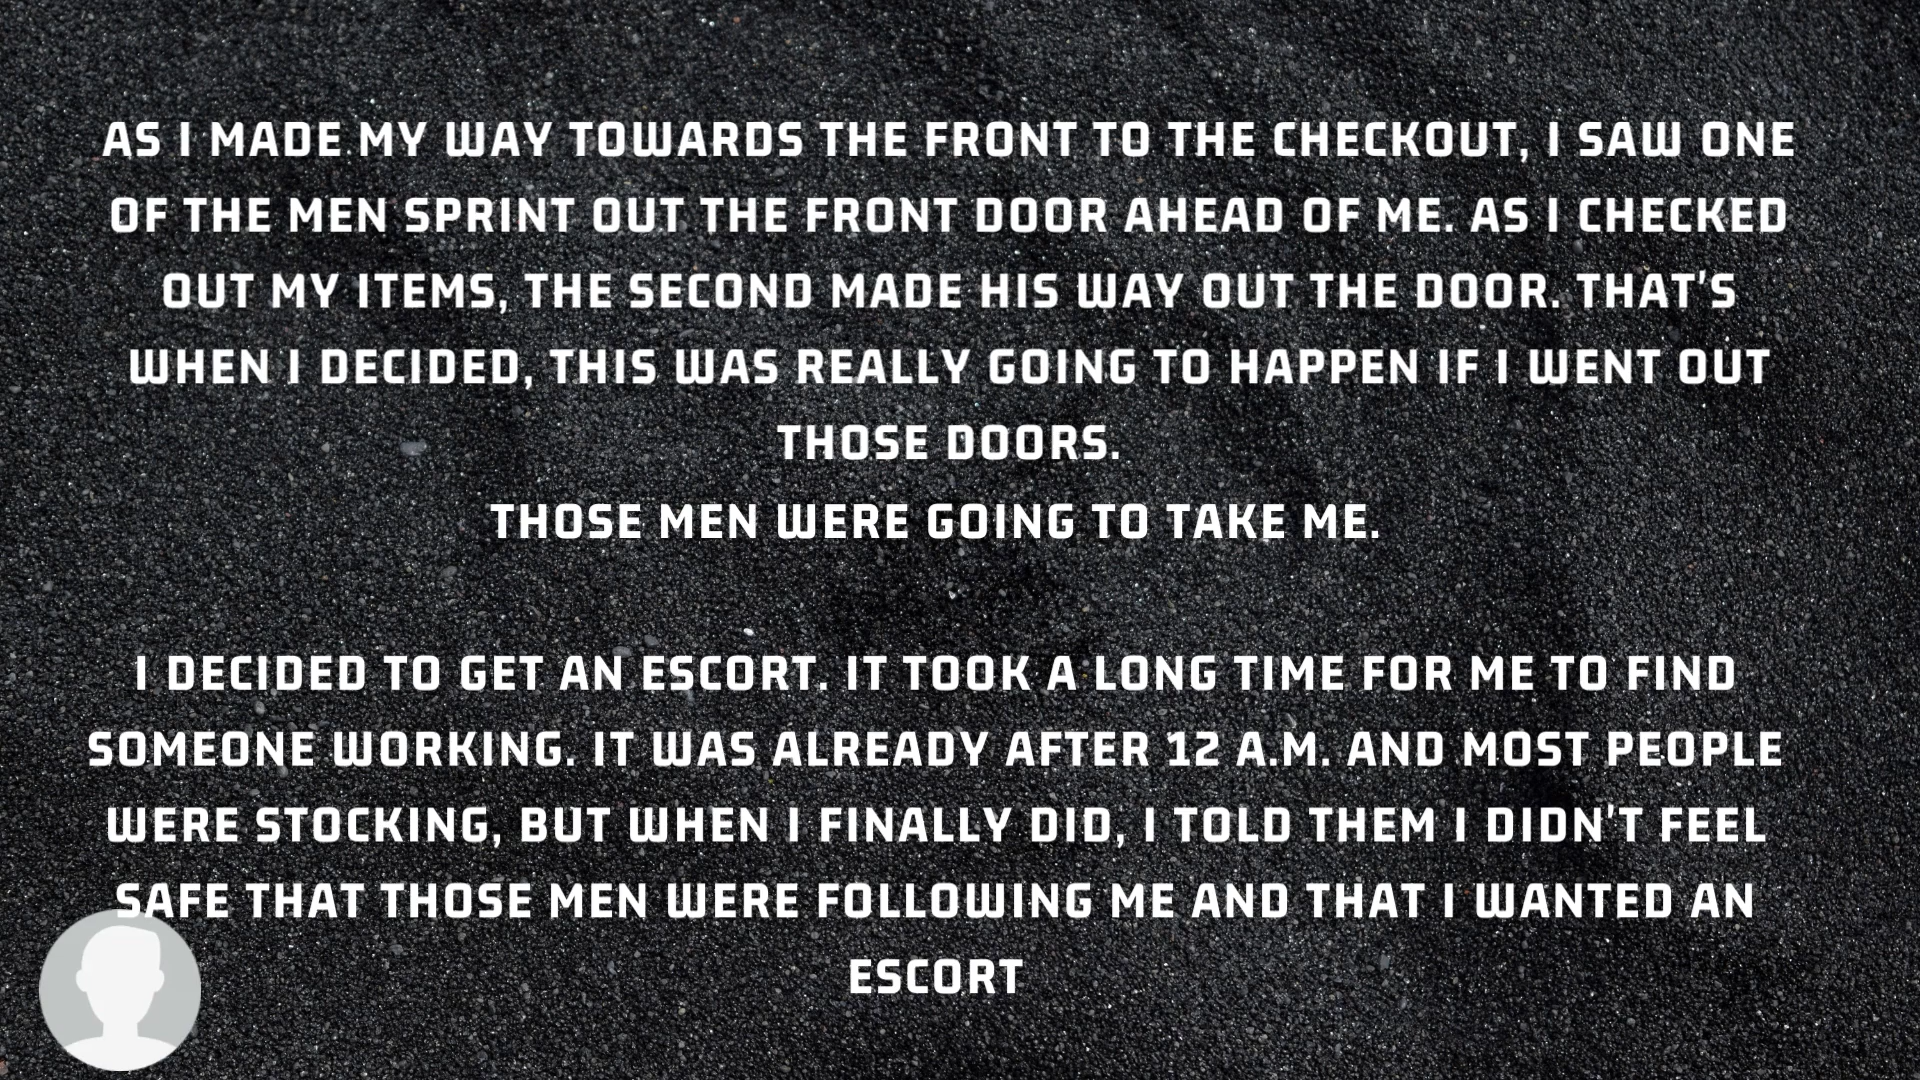 AS I MADE MY WAY TOWARDS THE FRONT TO THE CHECKOUT, I SAW ONE
OF THE MEN SPRINT OUT THE FRONT DOOR AHEAD OF ME. AS I CHECKED
OUT MY ITEMS, THE SECOND MADE HIS WAY OUT THE DOOR. THAT'S
WHEN I DECIDED, THIS WAS REALLY GOING TO HAPPEN IF I WENT OUT
THOSE DOORS.
THOSE MEN WERE GOING TO TAKE ME.
I DECIDED TO GET AN ESCORT. IT TOOK A LONG TIME FOR ME TO FIND
SOMEONE WORKING. IT WAS ALREADY AFTER 12 A.M. AND MOST PEOPLE
WERE STOCKING, BUT WHEN I FINALLY DID, I TOLD THEM I DIDN'T FEEL
SAFE THAT THOSE MEN WERE FOLLOWING ME AND THAT I WANTED AN
ESCORT